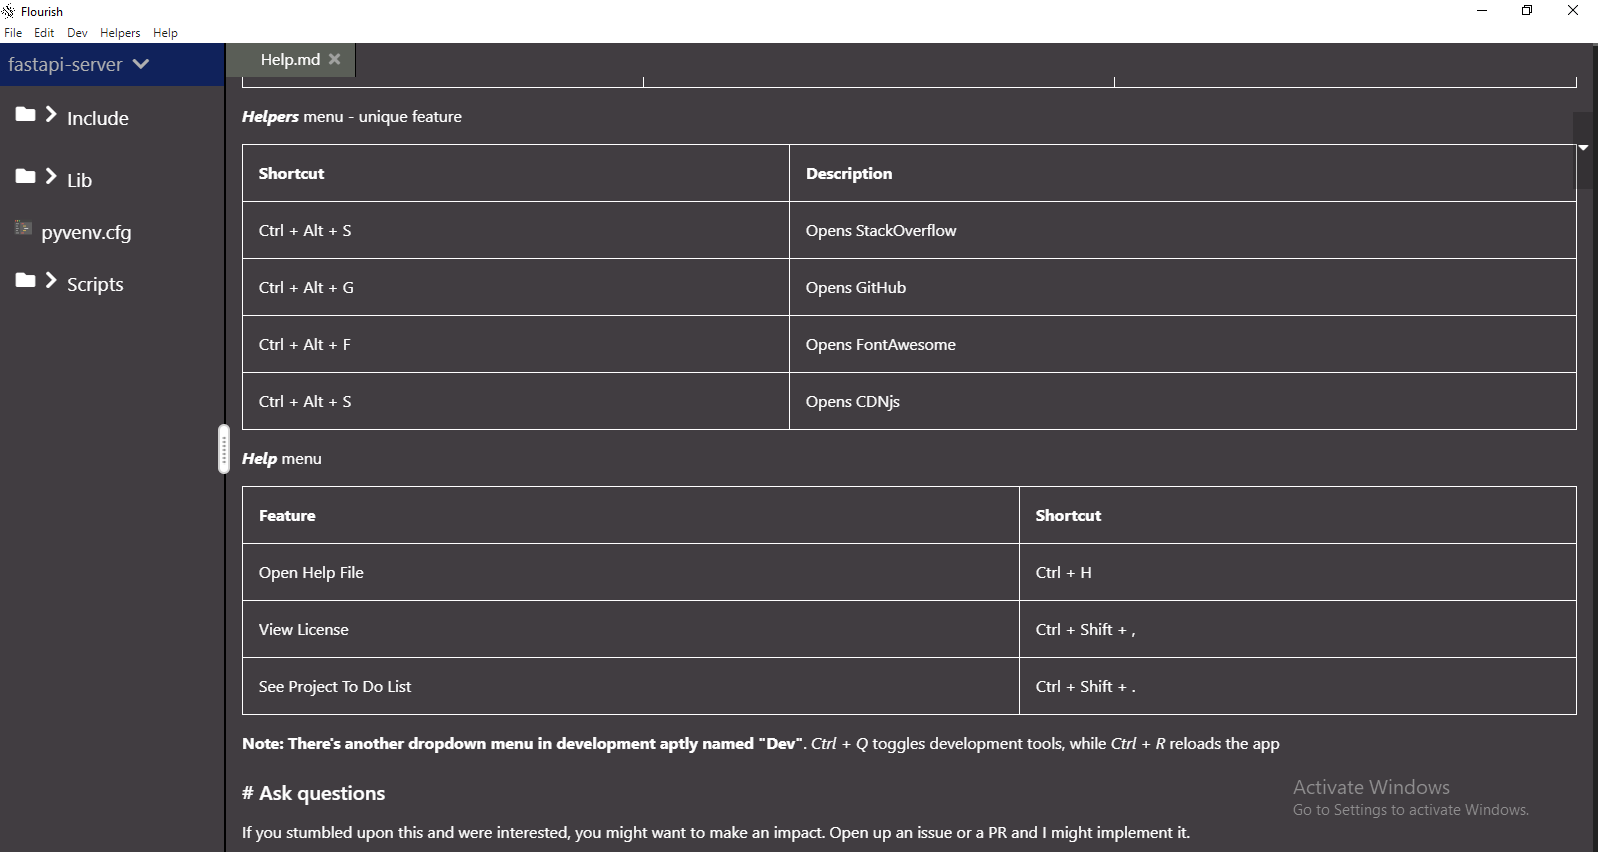 Flourish
File Edit Dev Helpers Help
fastapi-server
Help.md
Include
Lib
pyvenv.cfg
Scripts
Helpers menu - unique feature
Shortcut Description
Ctrl + Alt + S Opens StackOverflow
Ctrl + Alt + G Opens GitHub
Ctrl + Alt + F Opens FontAwesome
Ctrl + Alt + S Opens CDNjs
Help menu
Feature Shortcut
Open Help File Ctrl + H
View License Ctrl + Shift + ,
See Project To Do List Ctrl + Shift + .
Note: There's another dropdown menu in development aptly named "Dev". Ctrl + Q toggles development tools, while Ctrl + R reloads the app
# Ask questions
If you stumbled upon this and were interested, you might want to make an impact. Open up an issue or a PR and I might implement it.
Activate Windows
Go to Settings to activate Windows.